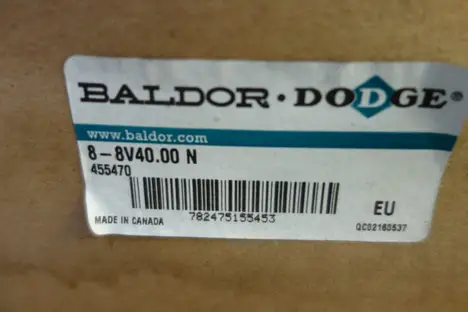 BALDOR · DODGE®
www.baldor.com
8-8V40.00 N
455470
782475155453
MADE IN CANADA
EU
QC02160537